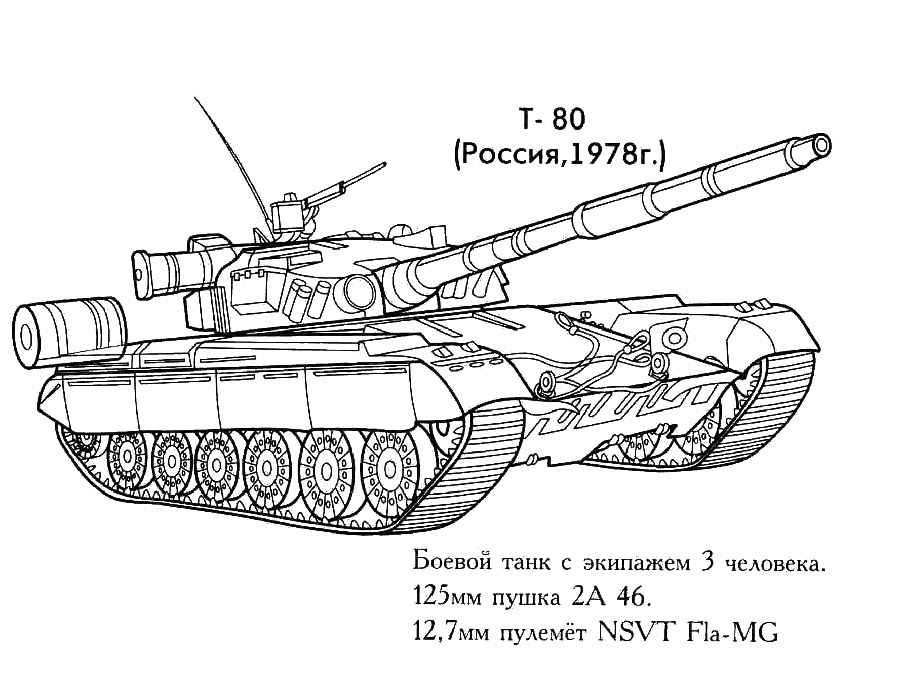 Т- 80
(Россия,1978г.)
Боевой танк с экипажем 3 человека.
125мм пушка 2А 46.
12,7мм пулемёт NSVT Fla-MG